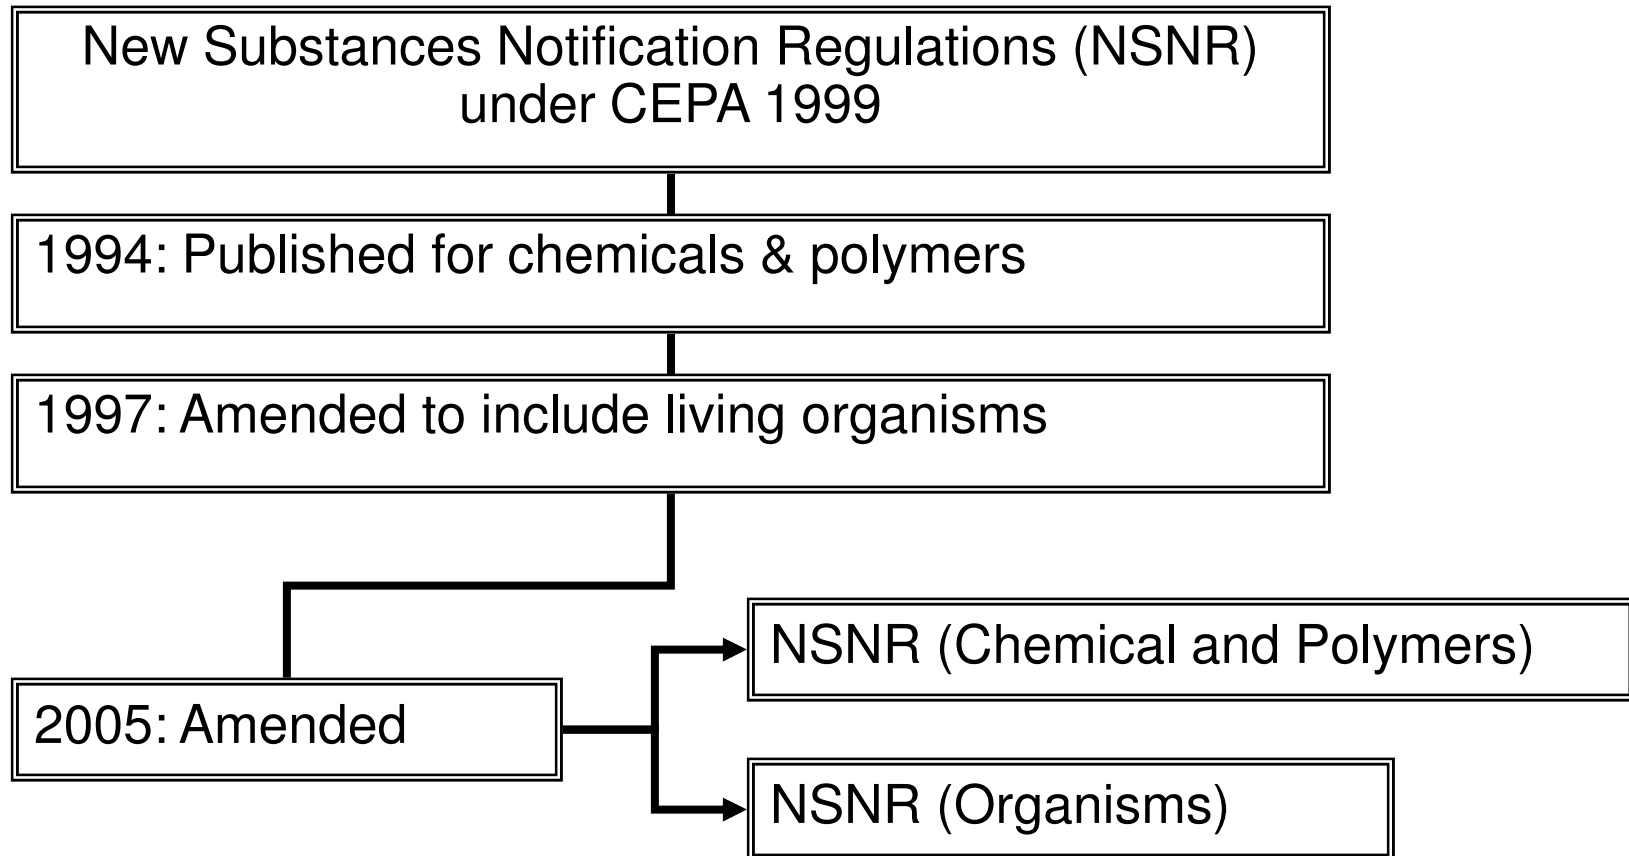 New Substances Notification Regulations (NSNR)
under CEPA 1999
1994: Published for chemicals & polymers
1997: Amended to include living organisms
2005: Amended
NSNR (Chemical and Polymers)
NSNR (Organisms)